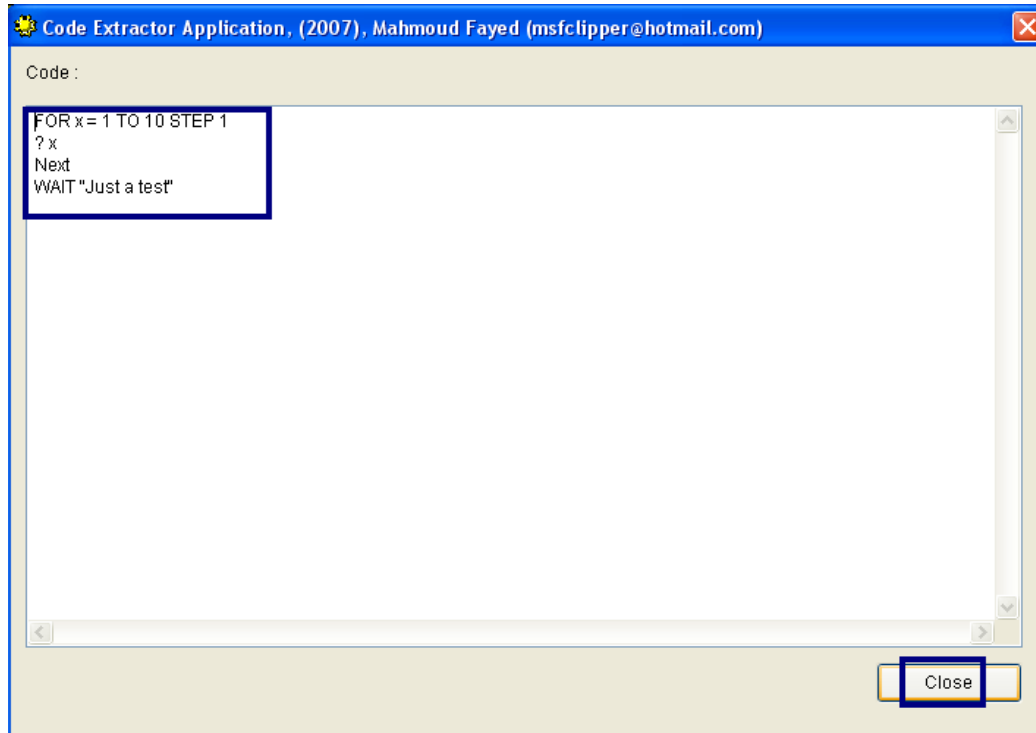 Code Extractor Application, (2007), Mahmoud Fayed (msfclipper@hotmail.com)
Code :
FOR x = 1 TO 10 STEP 1
? x
Next
WAIT "Just a test"
Close